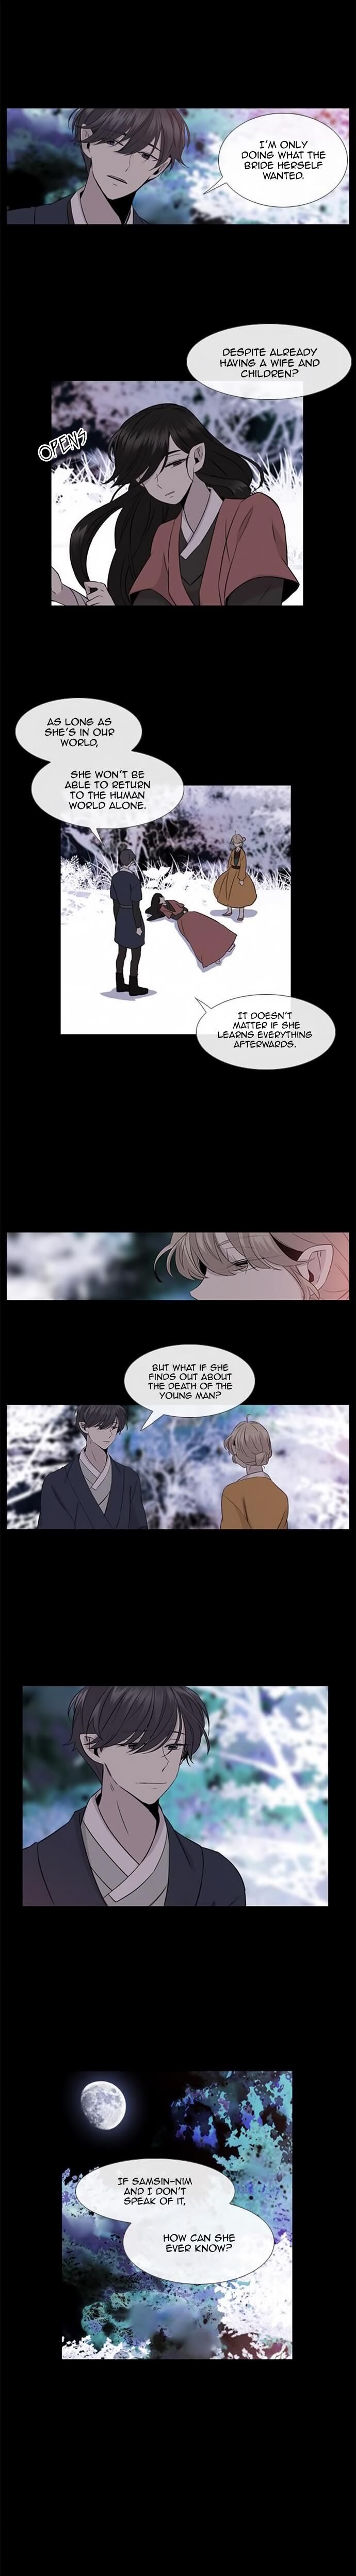 I'M ONLY
DOING WHAT THE
BRIDE HERSELF
WANTED.
DESPITE ALREADY
HAVING A WIFE AND
CHILDREN?
OPENS
AS LONG AS
SHE'S IN OUR
WORLD,
SHE WON'T BE
ABLE TO RETURN
TO THE HUMAN
WORLD ALONE.
IT DOESN'T
MATTER IF SHE
LEARNS EVERYTHING
AFTERWARDS.
BUT WHAT IF SHE
FINDS OUT ABOUT
THE DEATH OF THE
YOUNG MAN?
IF SAMSIN-NIM
AND I DON'T
SPEAK OF IT,
HOW CAN SHE
EVER KNOW?